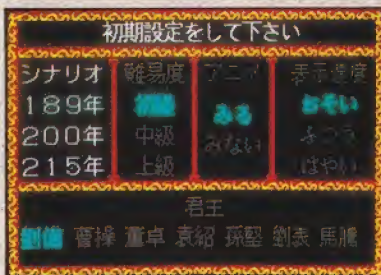 初期設定をして下さい
シナリオ 難易度 アニメ 表示速度
189年 初級 みる おそい
200年 中級 みない ふつう
215年 上級 はやい
君主
劉備 曹操 董卓 袁紹 孫堅 劉表 馬騰